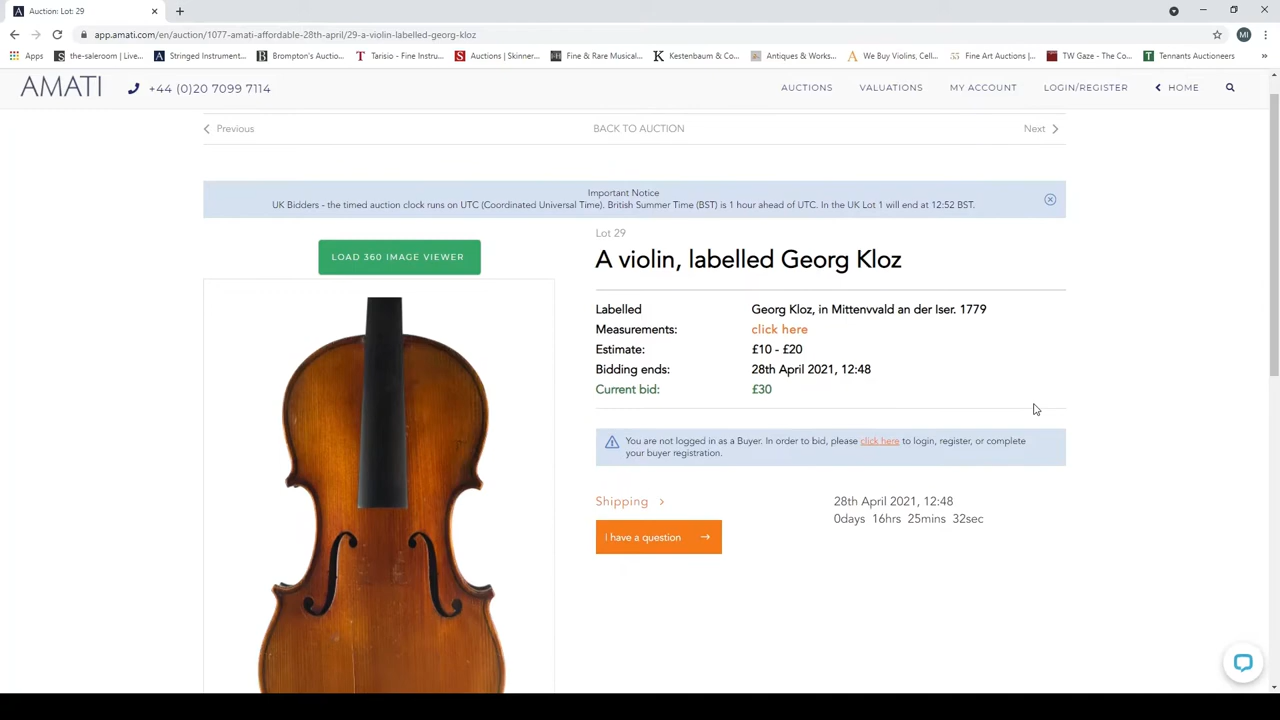 Auction: Lot: 29
app.amati.com/en/auction/1077-amati-affordable-28th-april/29-a-violin-labelled-georg-kloz
MI
Apps
the-saleroom | Live...
Stringed Instrument...
Brompton's Auctio...
Tarisio - Fine Instru...
Auctions | Skinner...
Fine & Rare Musical...
Kestenbaum & Com...
Antiques & Works...
We Buy Violins, Cell...
Fine Art Auctions |...
TW Gaze - The Co...
Tennants Auctioneers
AMATI
+44 (0)20 7099 7114
AUCTIONS
VALUATIONS
MY ACCOUNT
LOGIN/REGISTER
HOME
Previous
BACK TO AUCTION
Next
Important Notice
UK Bidders - the timed auction clock runs on UTC (Coordinated Universal Time). British Summer Time (BST) is 1 hour ahead of UTC. In the UK Lot 1 will end at 12:52 BST.
LOAD 360 IMAGE VIEWER
Lot 29
A violin, labelled Georg Kloz
Labelled Georg Kloz, in Mittenvvald an der Iser. 1779
Measurements: click here
Estimate: £10 - £20
Bidding ends: 28th April 2021, 12:48
Current bid: £30
You are not logged in as a Buyer. In order to bid, please click here to login, register, or complete
your buyer registration.
Shipping
28th April 2021, 12:48
0days 16hrs 25mins 32sec
I have a question